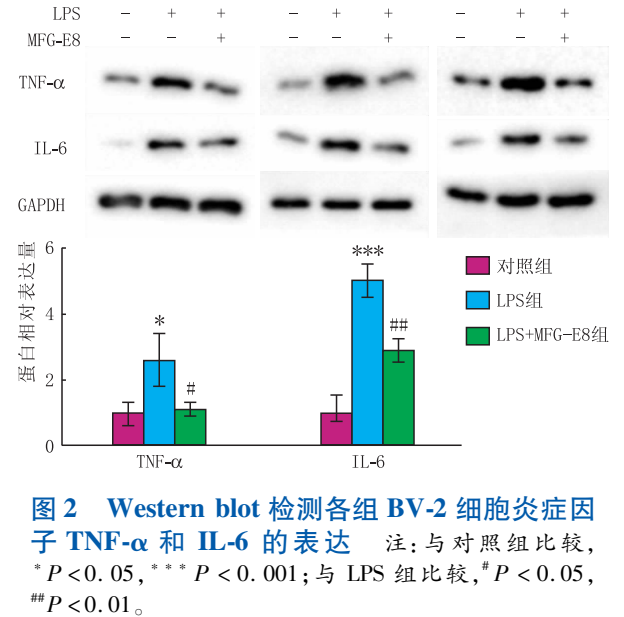 LPS − + + − + + − + +
MFG-E8 − − + − − + − − +
TNF-α
IL-6
GAPDH
蛋白相对表达量
6
4
2
0
* # *** ##
TNF-α IL-6
对照组
LPS组
LPS+MFG-E8组
图 2 Western blot 检测各组 BV-2 细胞炎症因
子 TNF-α 和 IL-6 的表达 注:与对照组比较,
*P<0.05,***P<0.001;与 LPS 组比较,#P<0.05,
##P<0.01。